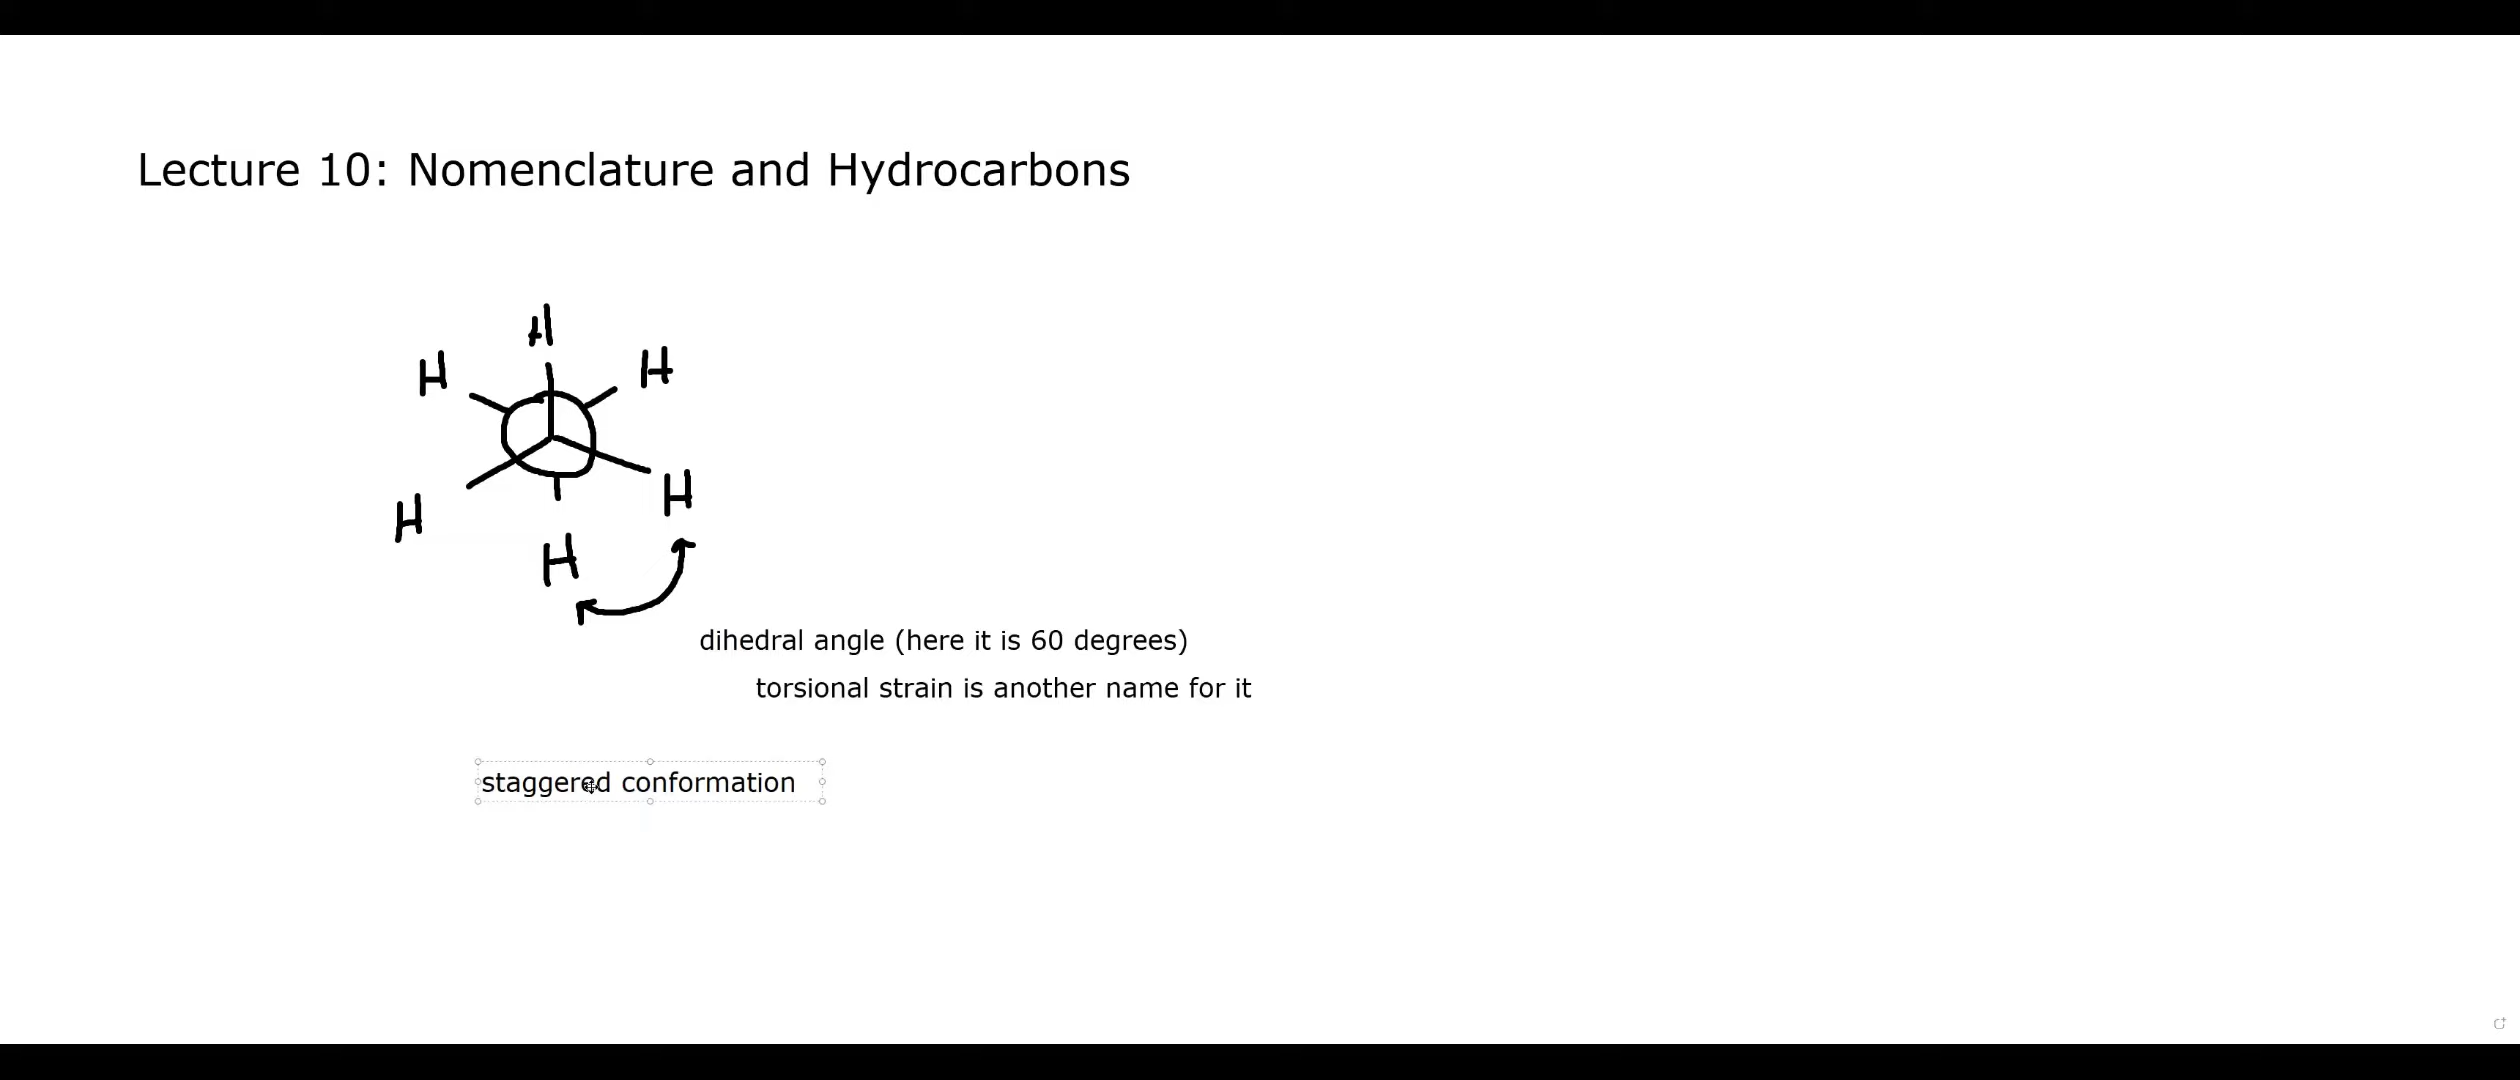 Lecture 10: Nomenclature and Hydrocarbons
H
H
H
H
H
H
dihedral angle (here it is 60 degrees)
torsional strain is another name for it
staggered conformation